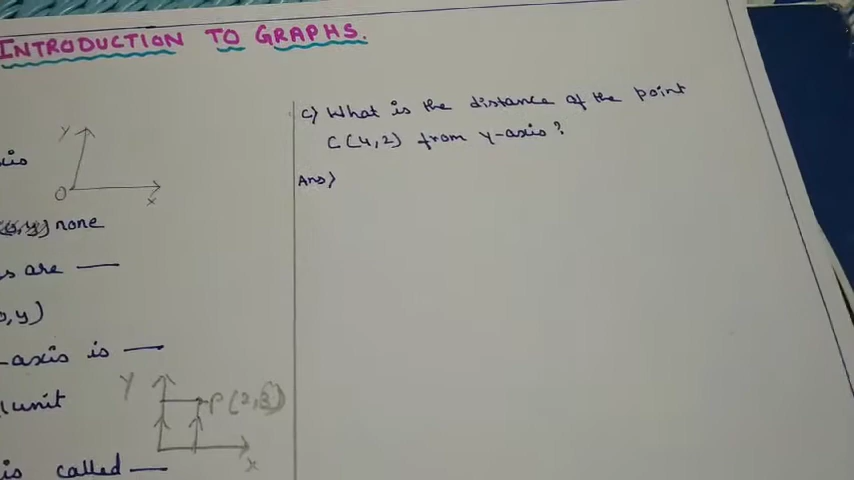 INTRODUCTION TO GRAPHS.
Y
is
O
X
none
s are
o,y)
-axis is
Y
P(2,3)
unit
X
is called
c) What is the distance of the point
C(4,2) from y-axis?
Ans)